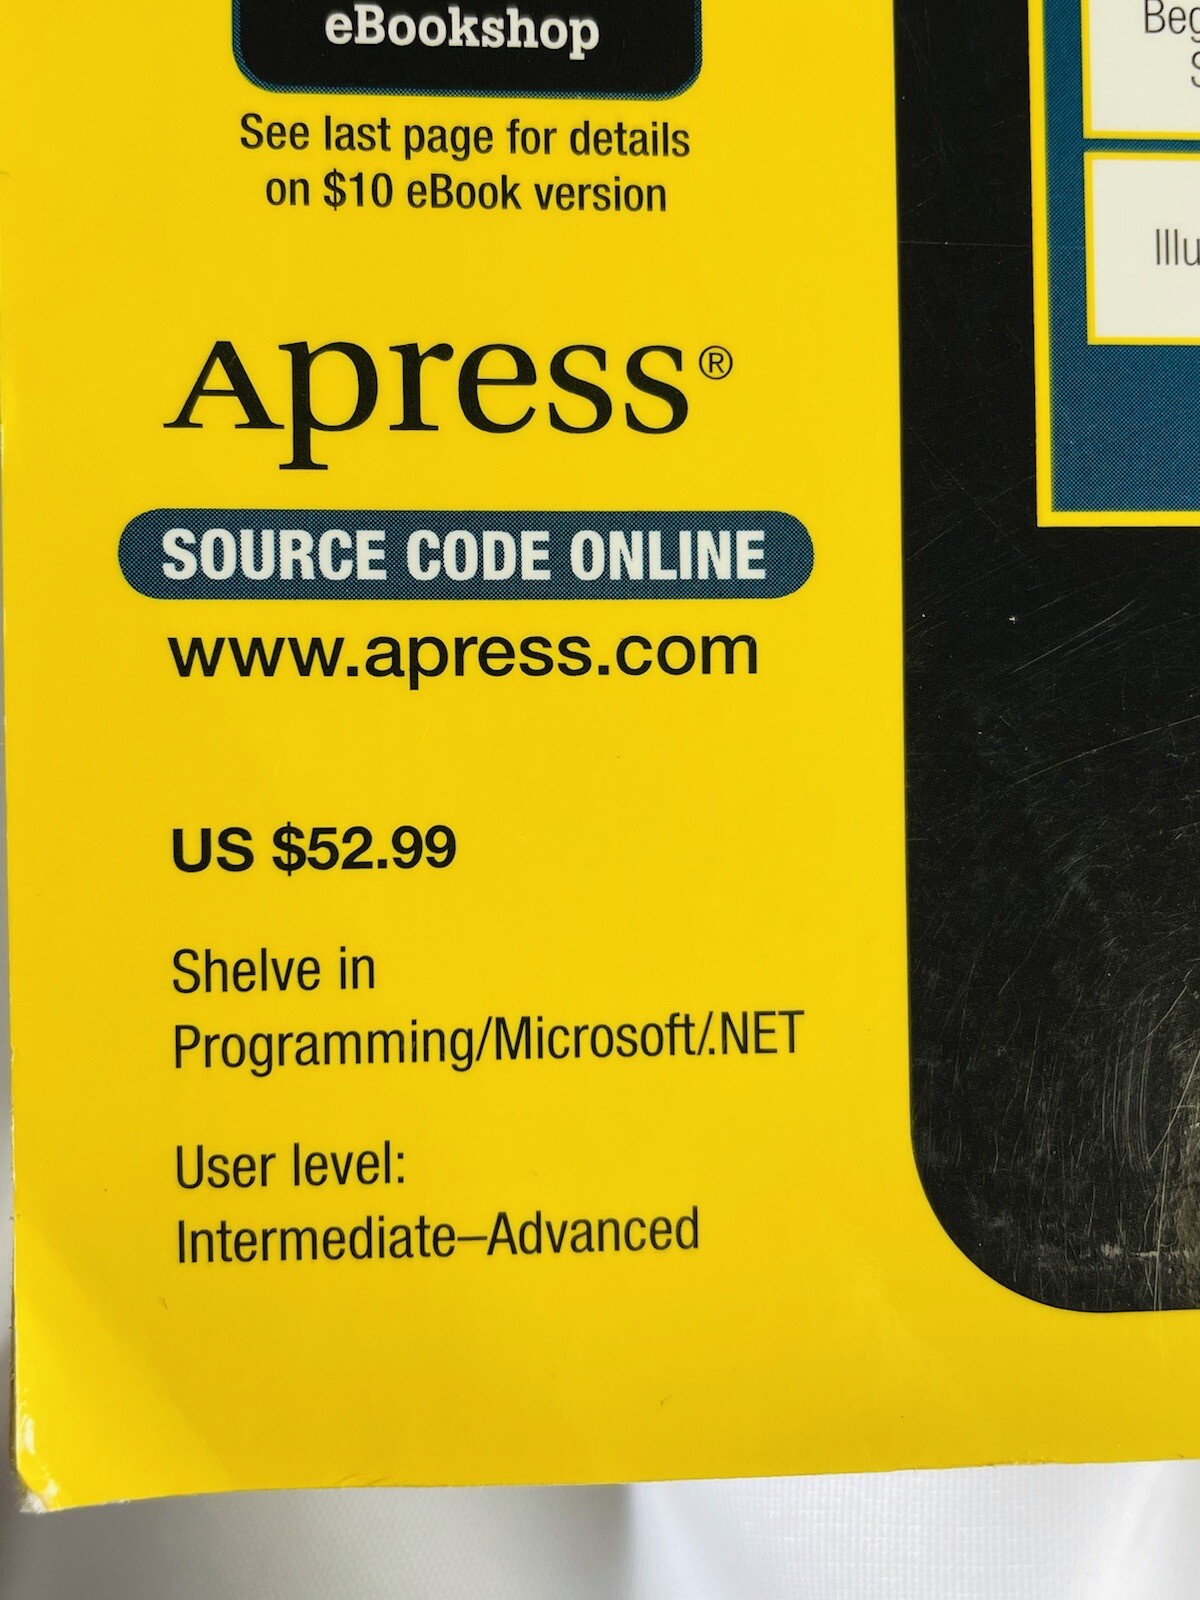 eBookshop
See last page for details
on $10 eBook version
Apress®
SOURCE CODE ONLINE
www.apress.com
US $52.99
Shelve in
Programming/Microsoft/.NET
User level:
Intermediate–Advanced